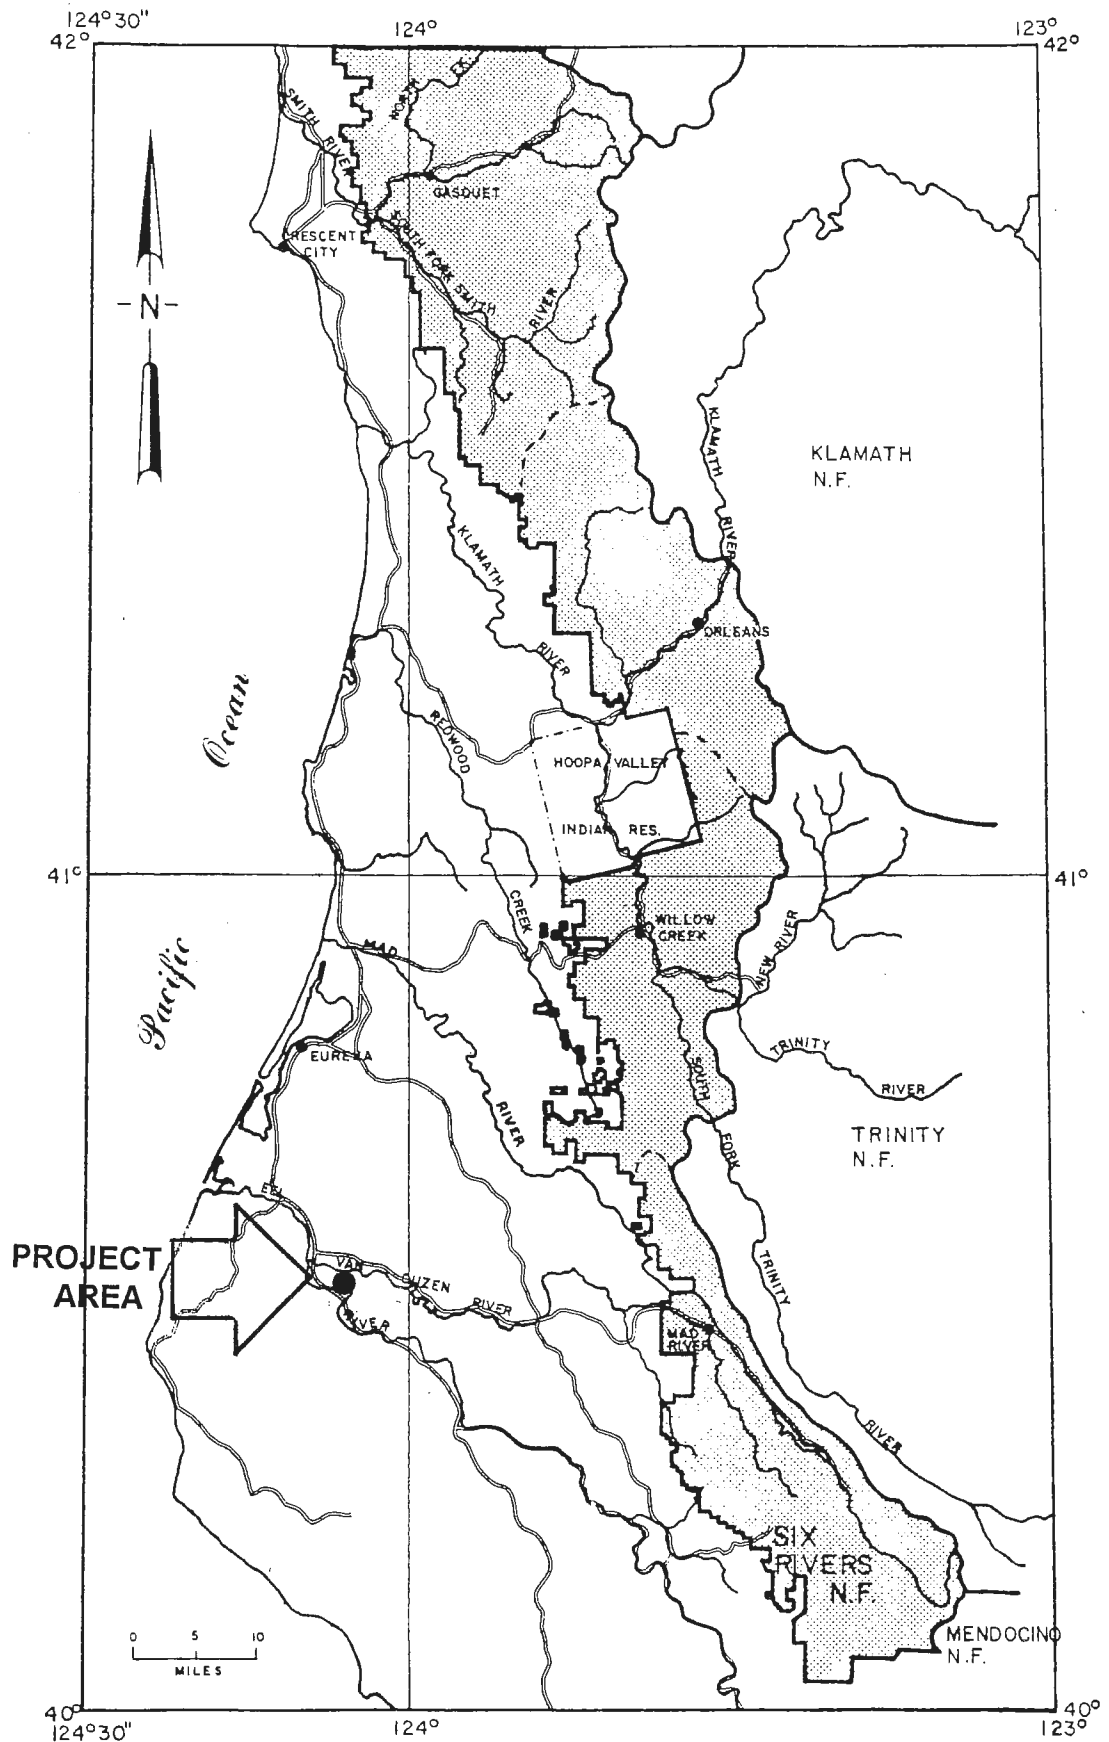 124°30" 124° 123°
42° 42°
SMITH
RIVER
NORTH
FK.
GASQUET
SOUTH FORK SMITH
RIVER
CRESCENT
CITY
-N-
KLAMATH
RIVER
KLAMATH
N.F.
KLAMATH
RIVER
ORLEANS
Ocean
REDWOOD
HOOPA VALLEY
INDIAN RES.
41° 41°
CREEK
WILLOW
CREEK
NEW RIVER
MAD
Pacific
EUREKA
TRINITY
RIVER
SOUTH
RIVER
FORK
TRINITY
N.F.
EEL
PROJECT
AREA
VAN
DUZEN
RIVER
TRINITY
RIVER
MAD
RIVER
RIVER
SIX
RIVERS
N.F.
0 5 10
MILES
MENDOCINO
N.F.
40° 40°
124°30" 124° 123°